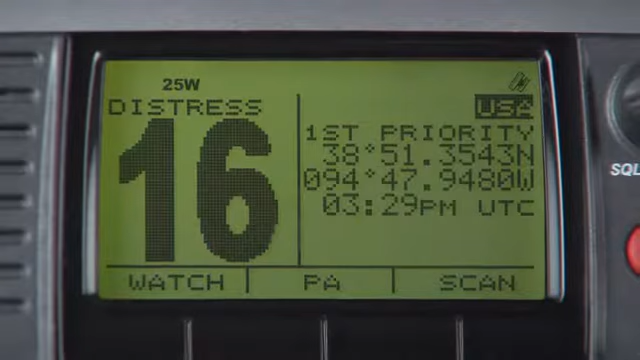 25W
DISTRESS
16
USA
1ST PRIORITY
38°51.3543N
094°47.9480W
03:29PM UTC
WATCH
PA
SCAN
SQL